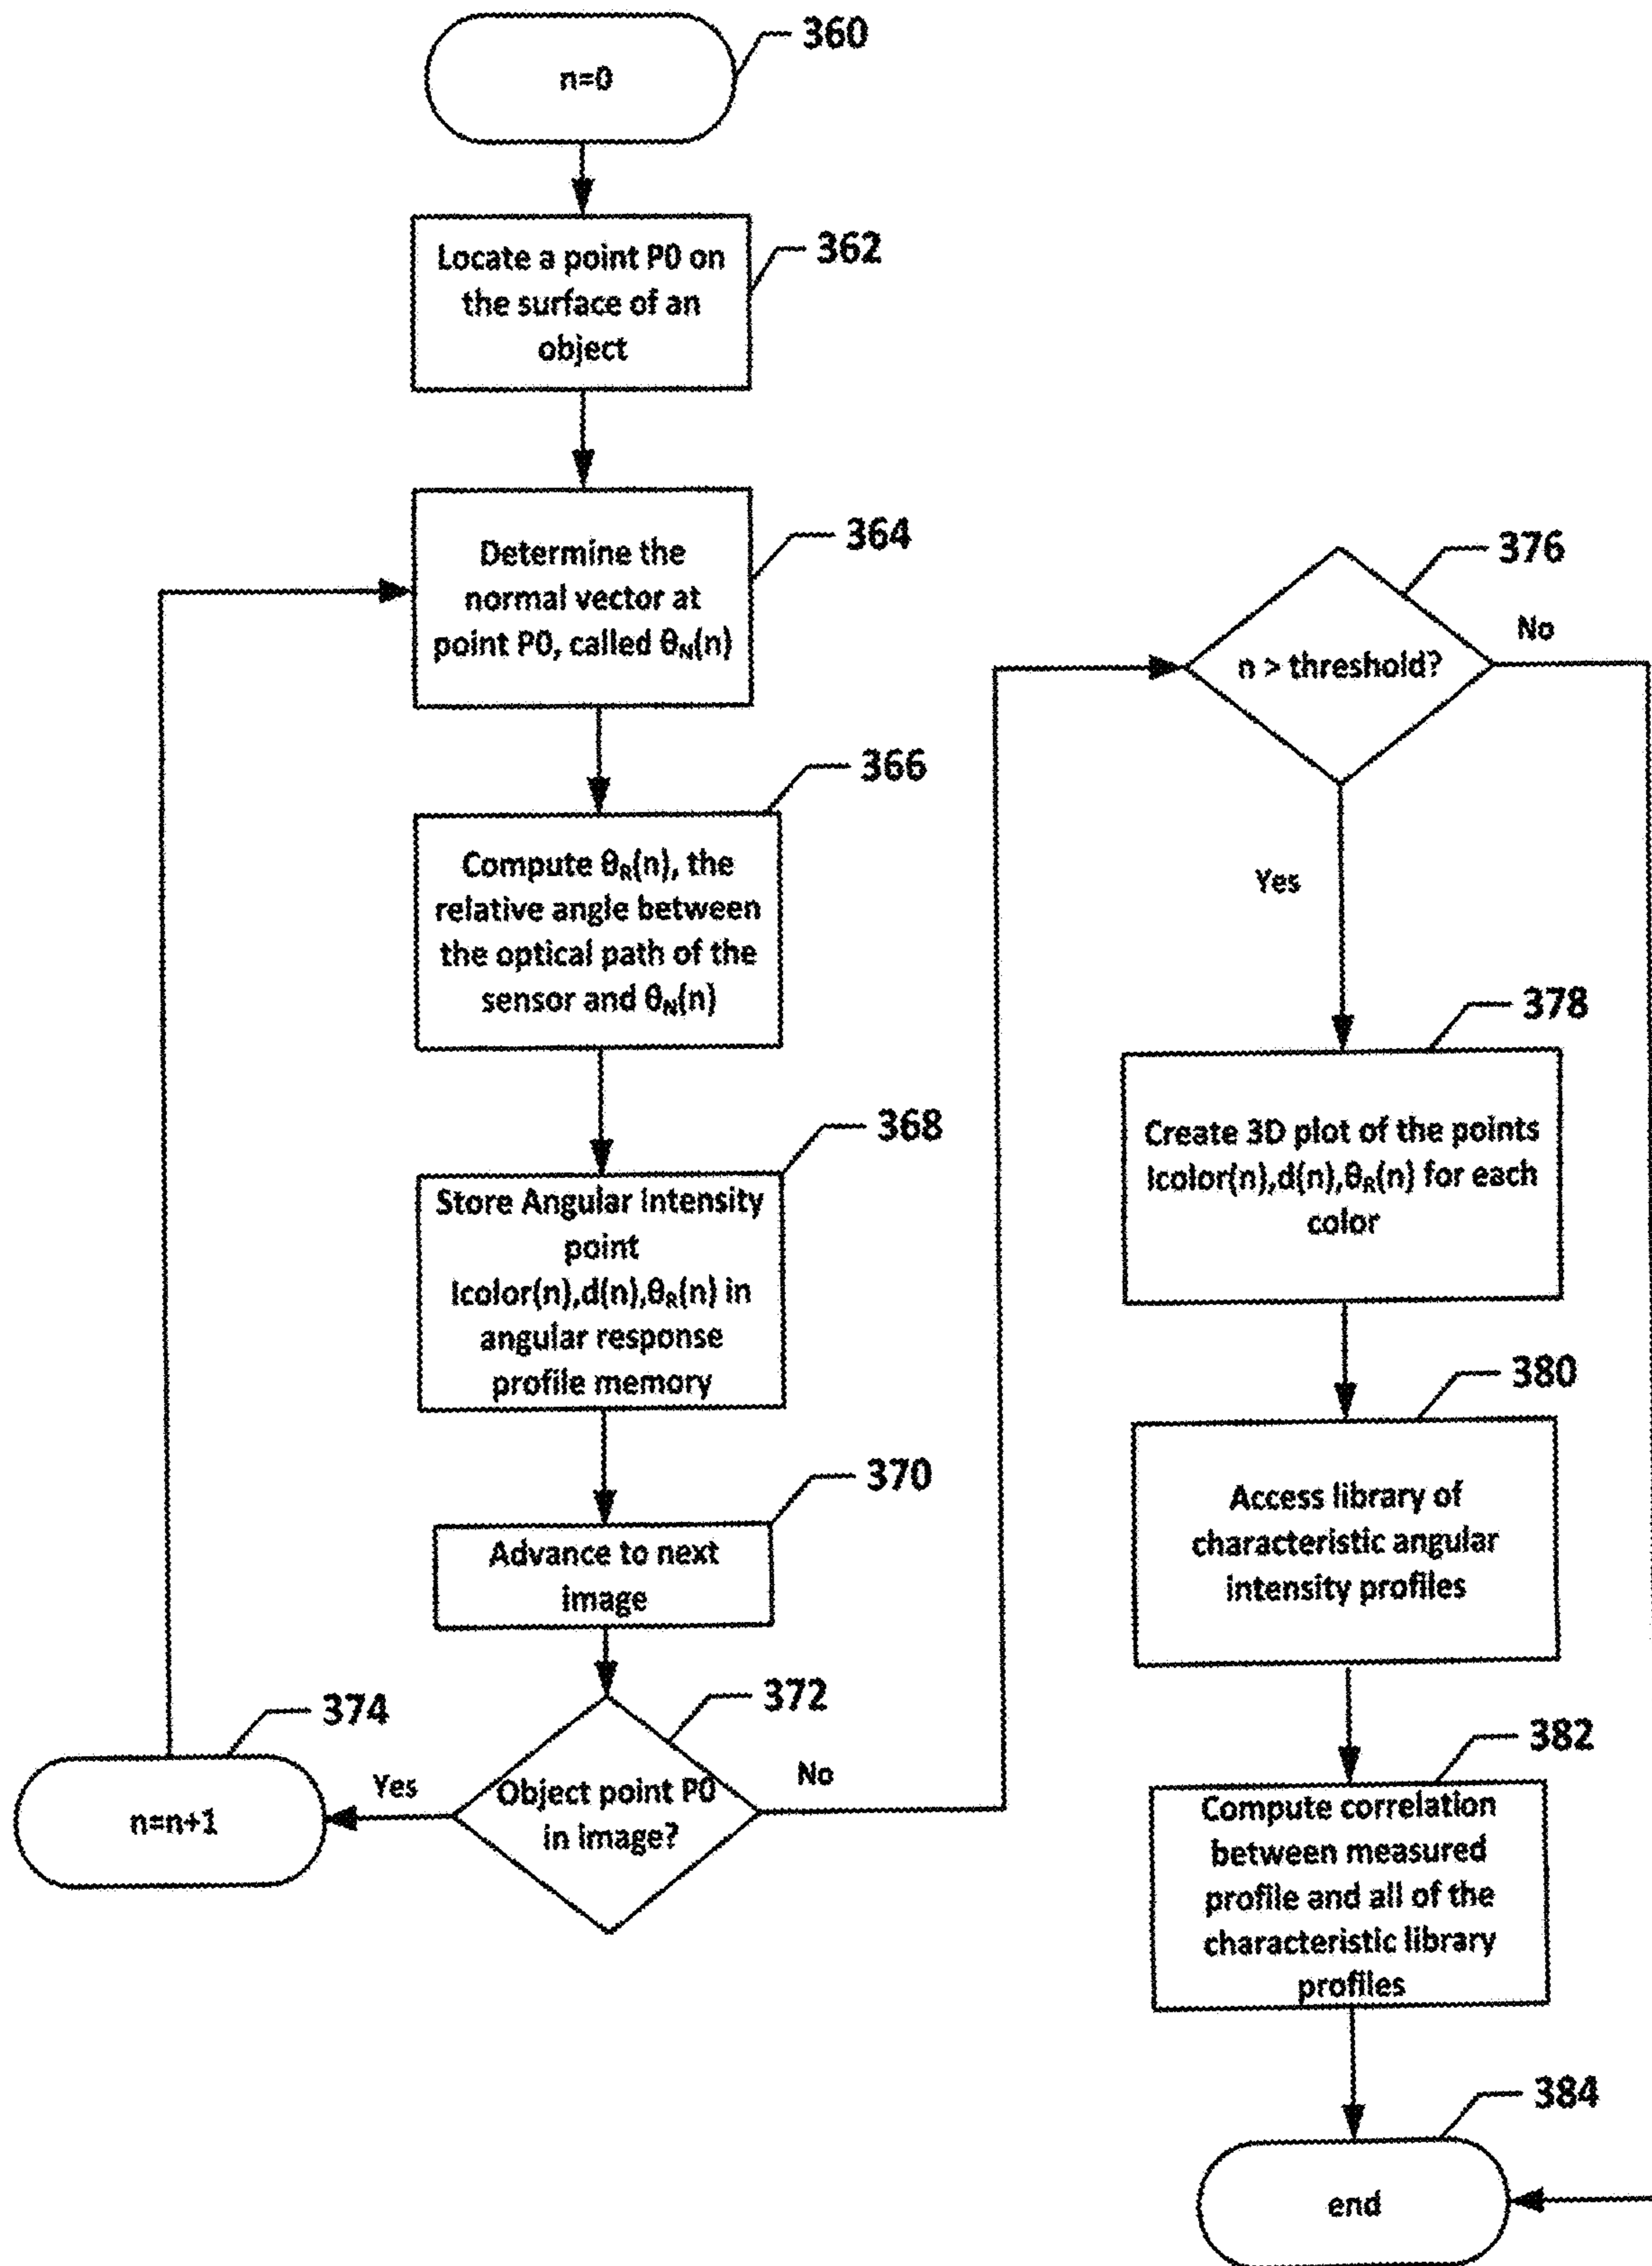 n=0
360
Locate a point P0 on
the surface of an
object
362
Determine the
normal vector at
point P0, called θN(n)
364
Compute θR(n), the
relative angle between
the optical path of the
sensor and θN(n)
366
Store Angular intensity
point
Icolor(n),d(n),θR(n) in
angular response
profile memory
368
Advance to next
image
370
Object point P0
in image?
372
Yes
No
n=n+1
374
n > threshold?
376
No
Yes
Create 3D plot of the points
Icolor(n),d(n),θR(n) for each
color
378
Access library of
characteristic angular
intensity profiles
380
Compute correlation
between measured
profile and all of the
characteristic library
profiles
382
end
384